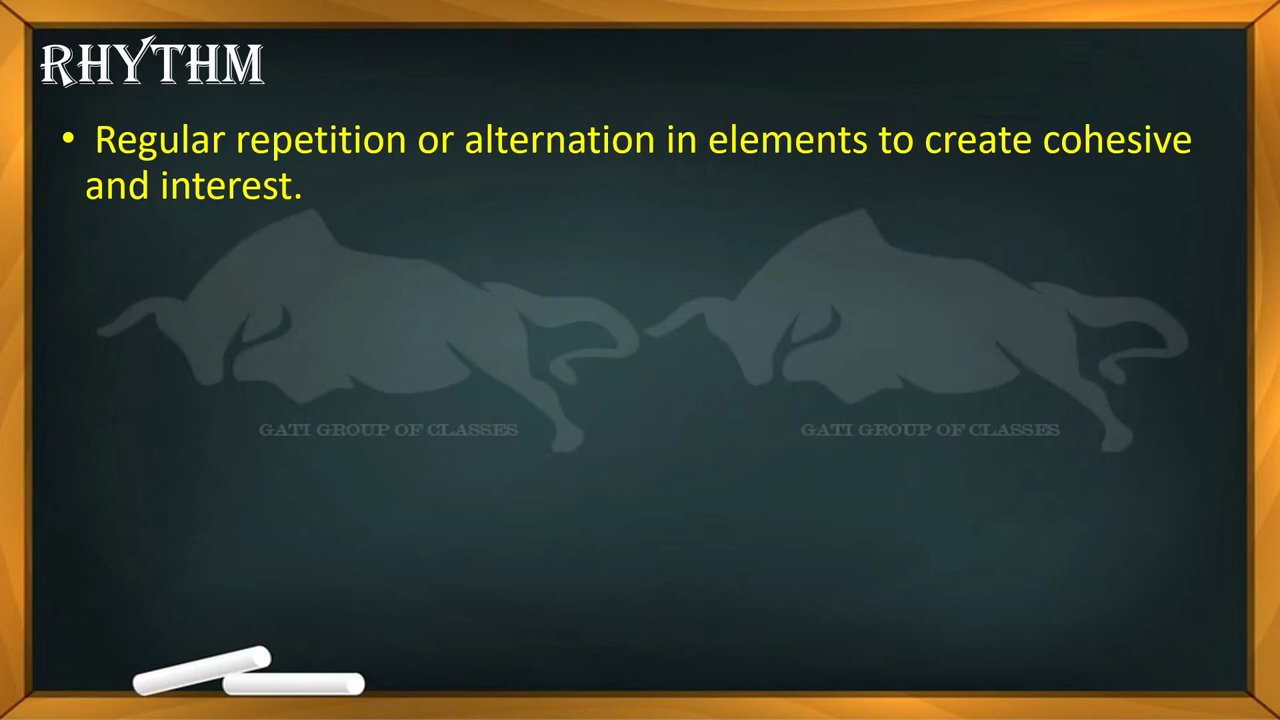 RHYTHM
• Regular repetition or alternation in elements to create cohesive
and interest.
GATI GROUP OF CLASSES GATI GROUP OF CLASSES